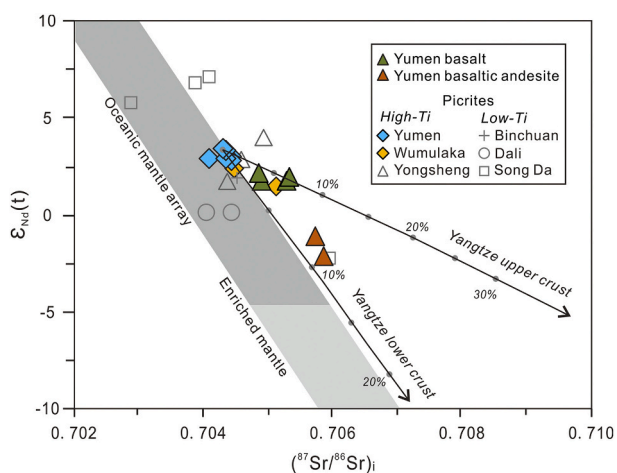 10
5
0
-5
-10
εNd(t)
Yumen basalt
Yumen basaltic andesite
Picrites
High-Ti Low-Ti
Yumen Binchuan
Wumulaka Dali
Yongsheng Song Da
Oceanic mantle array
Enriched mantle
10%
20%
30%
Yangtze upper crust
10%
20%
Yangtze lower crust
0.702 0.704 0.706 0.708 0.710
(87Sr/86Sr)i